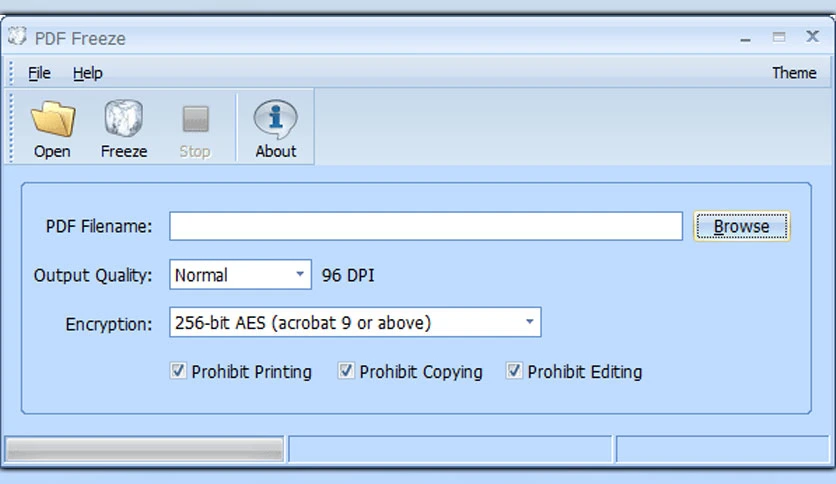 PDF Freeze
File Help Theme
Open Freeze Stop About
PDF Filename: Browse
Output Quality: Normal 96 DPI
Encryption: 256-bit AES (acrobat 9 or above)
Prohibit Printing Prohibit Copying Prohibit Editing